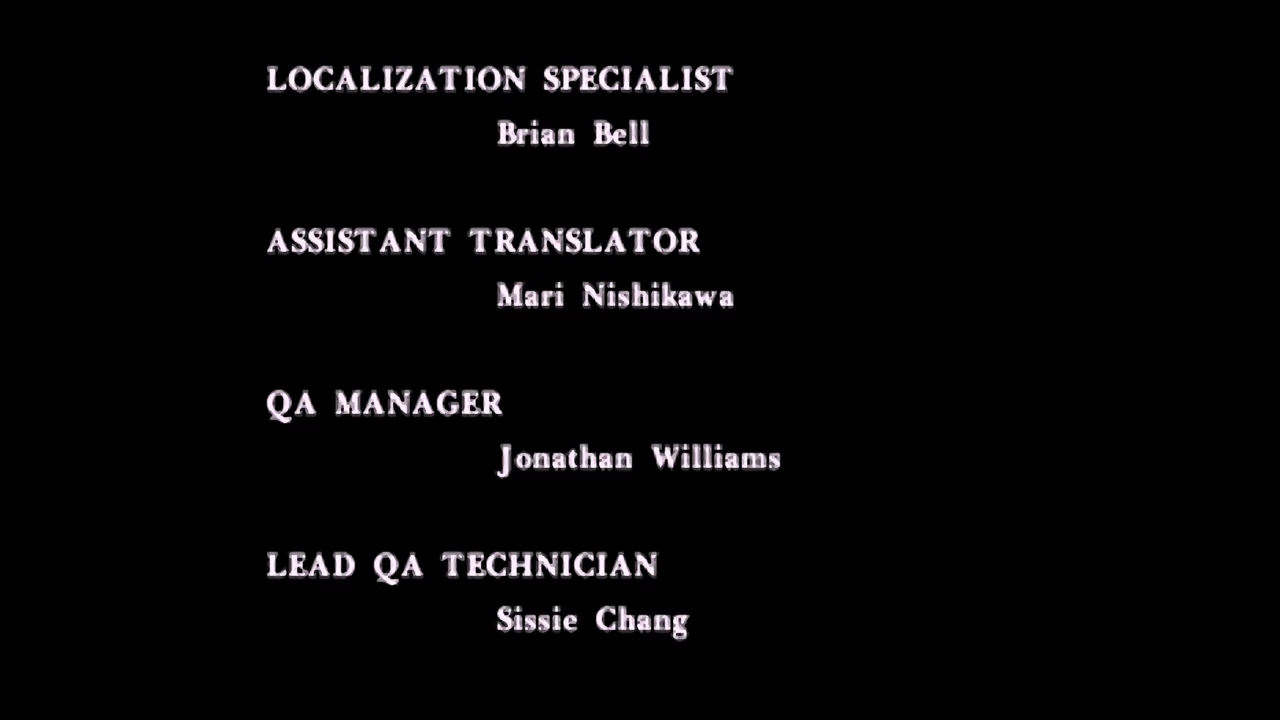 LOCALIZATION SPECIALIST
Brian Bell
ASSISTANT TRANSLATOR
Mari Nishikawa
QA MANAGER
Jonathan Williams
LEAD QA TECHNICIAN
Sissie Chang